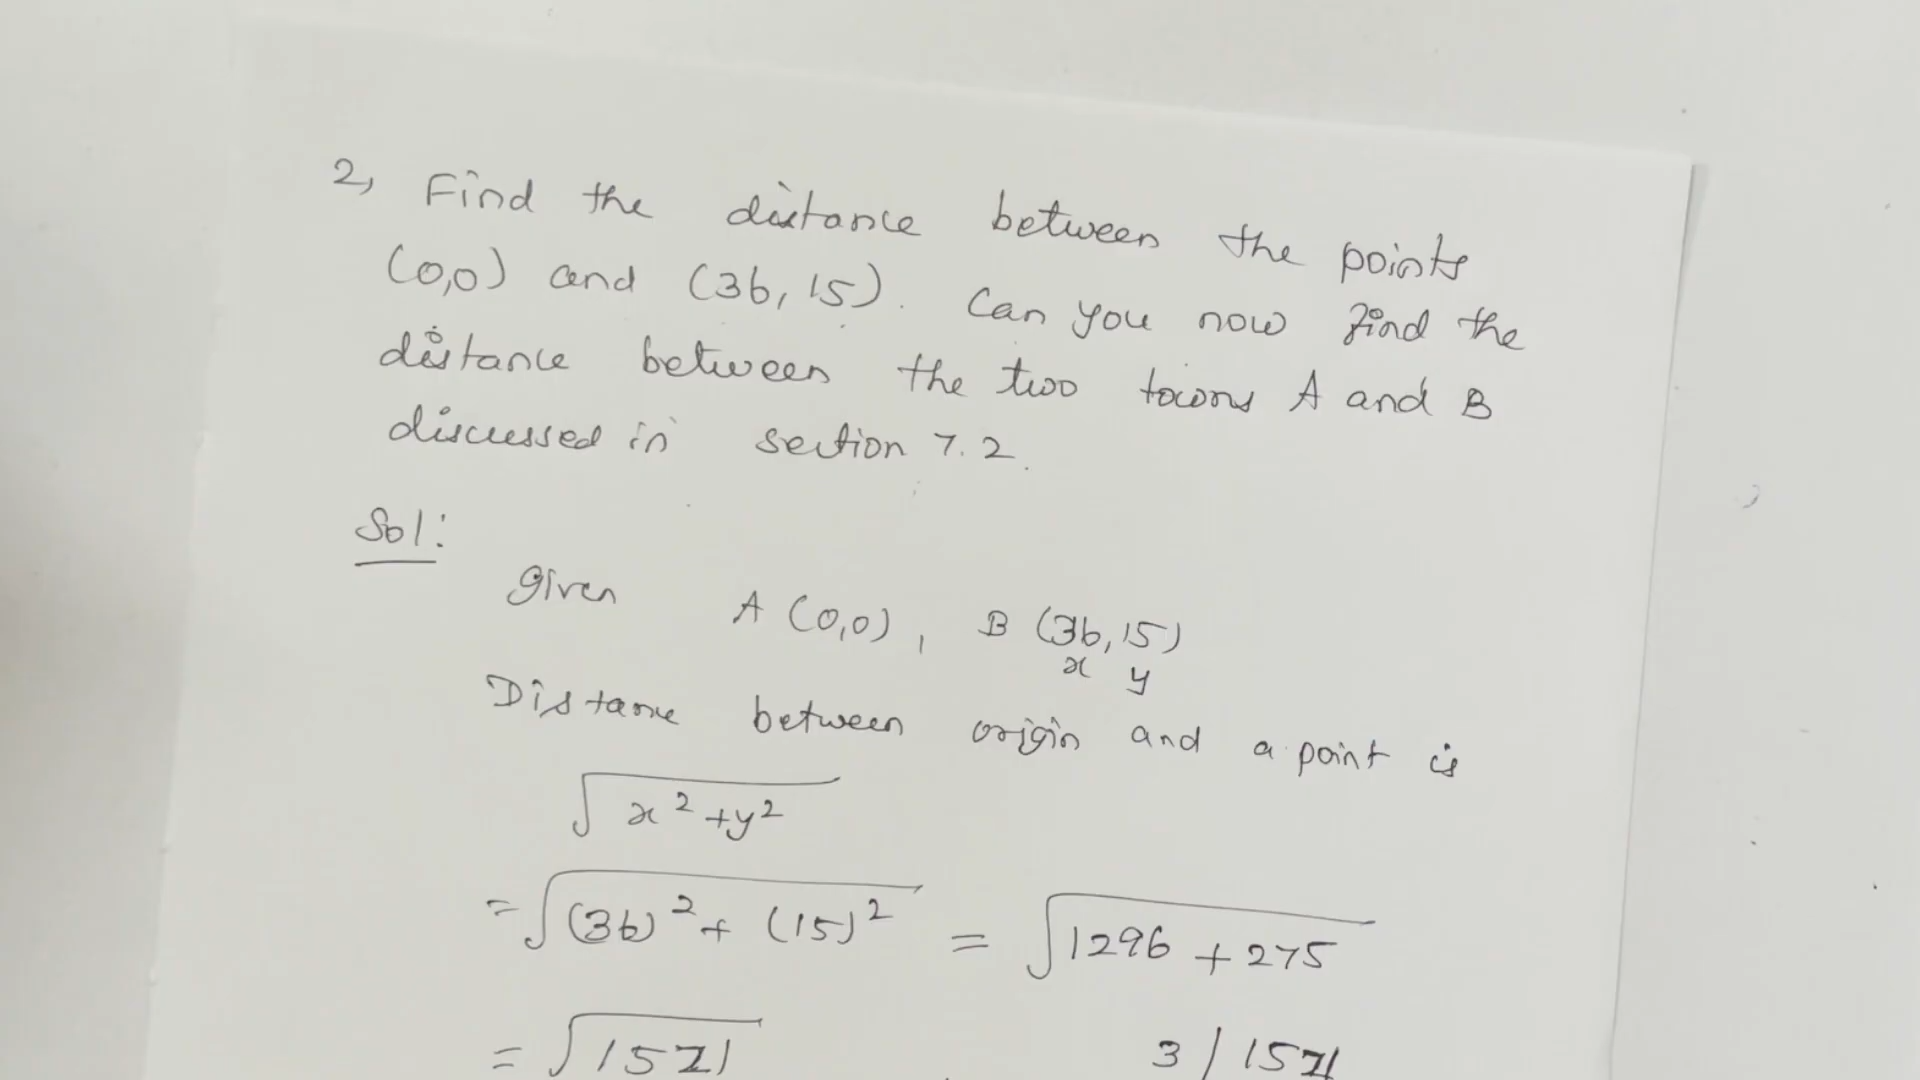 2, Find the distance between the points
(0,0) and (36, 15). Can you now find the
distance between the two towns A and B
discussed in section 7.2.
Sol:
Given A (0,0), B (36, 15)
x y
Distance between origin and a point is
√x²+y²
= √(36)² + (15)² = √1296 + 275
= √1571 3 | 1571